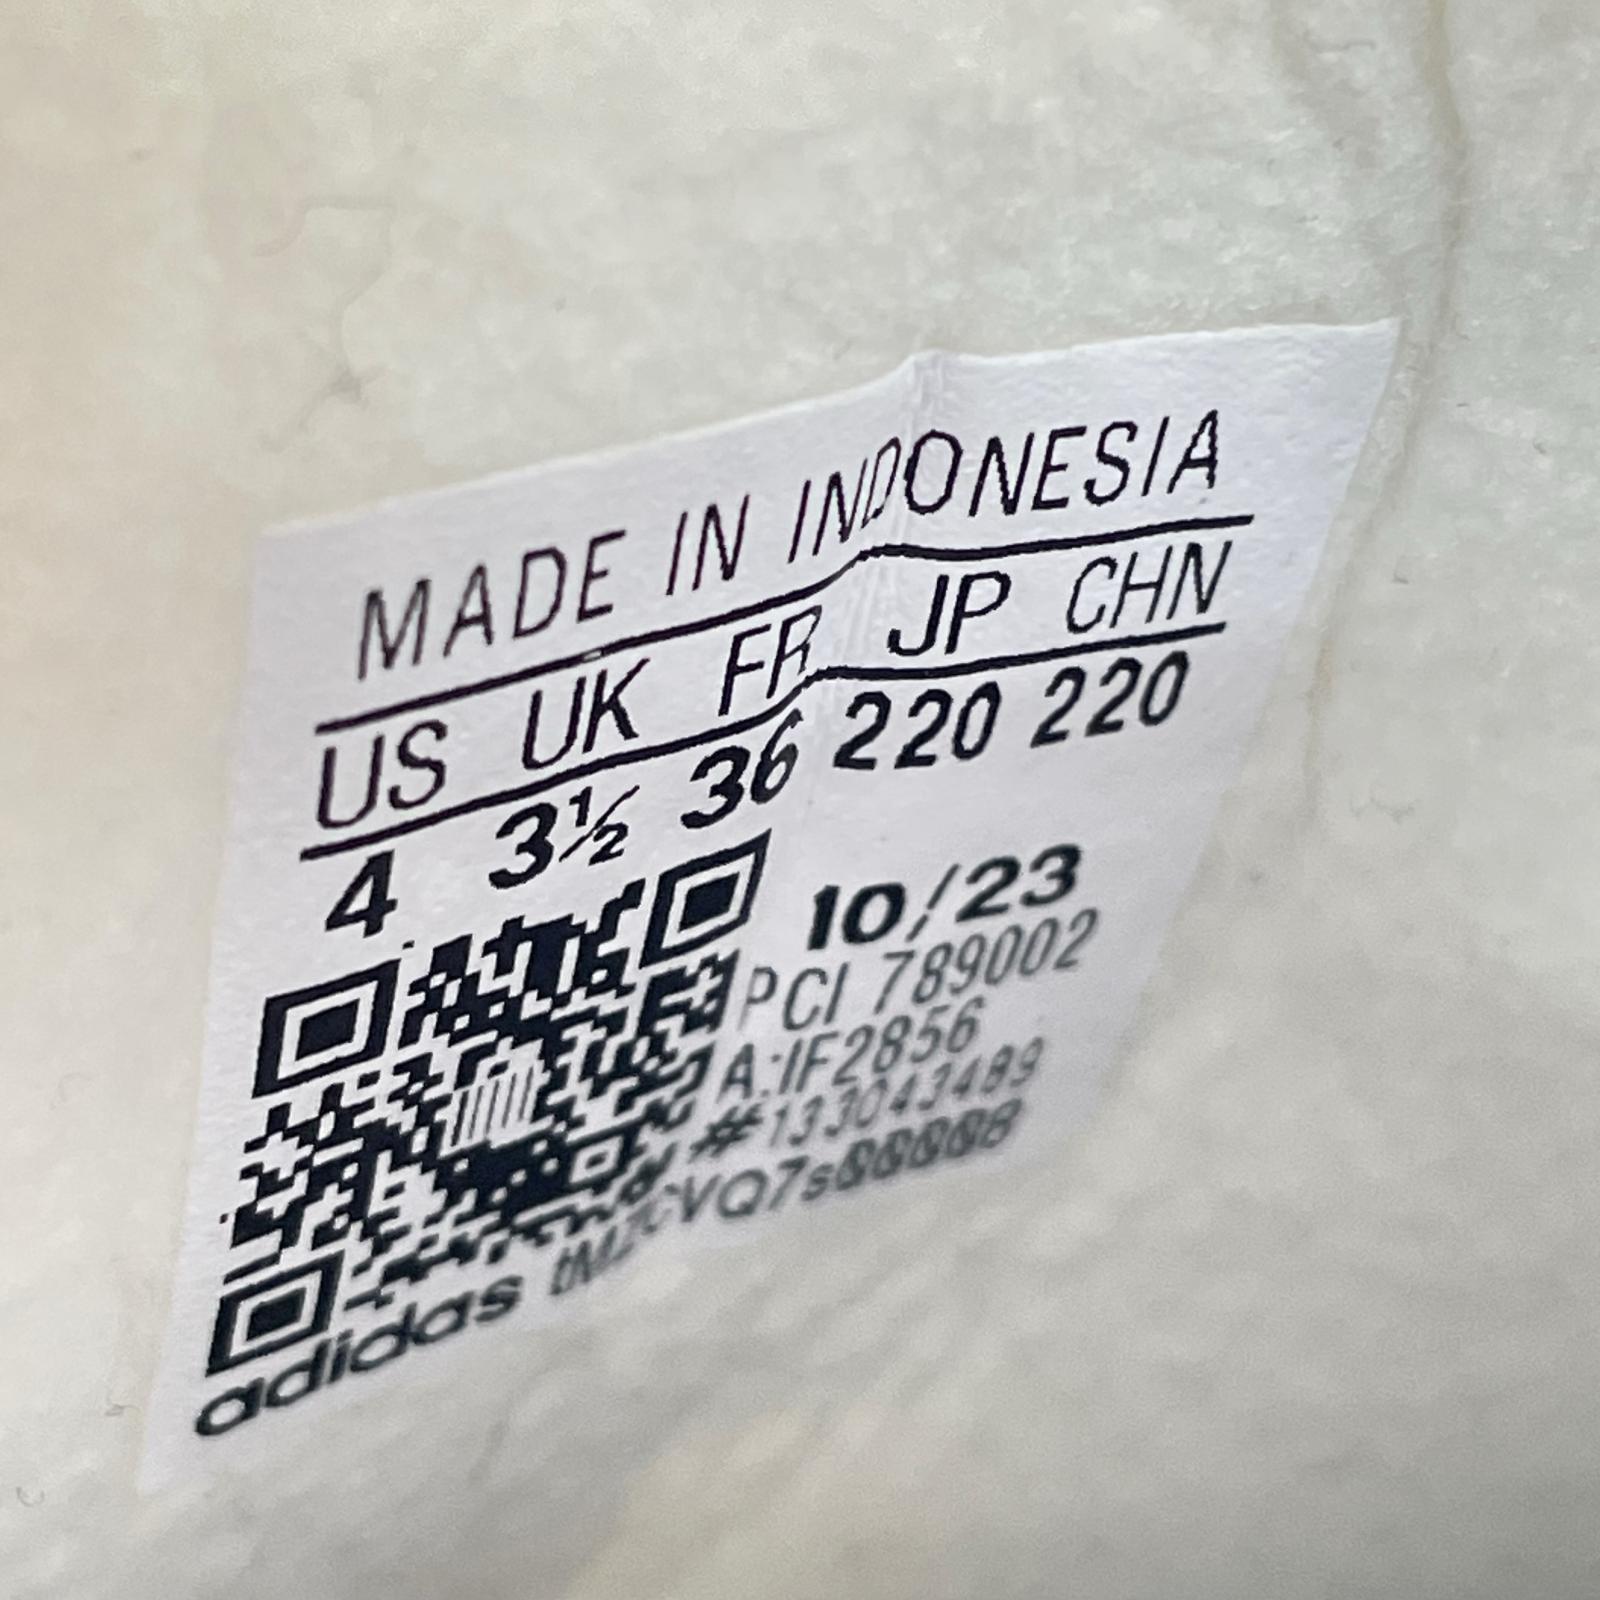 MADE IN INDONESIA
US UK FR JP CHN
4 3½ 36 220 220
10/23
PCI 789002
A:IF2856
#133043489
adidas